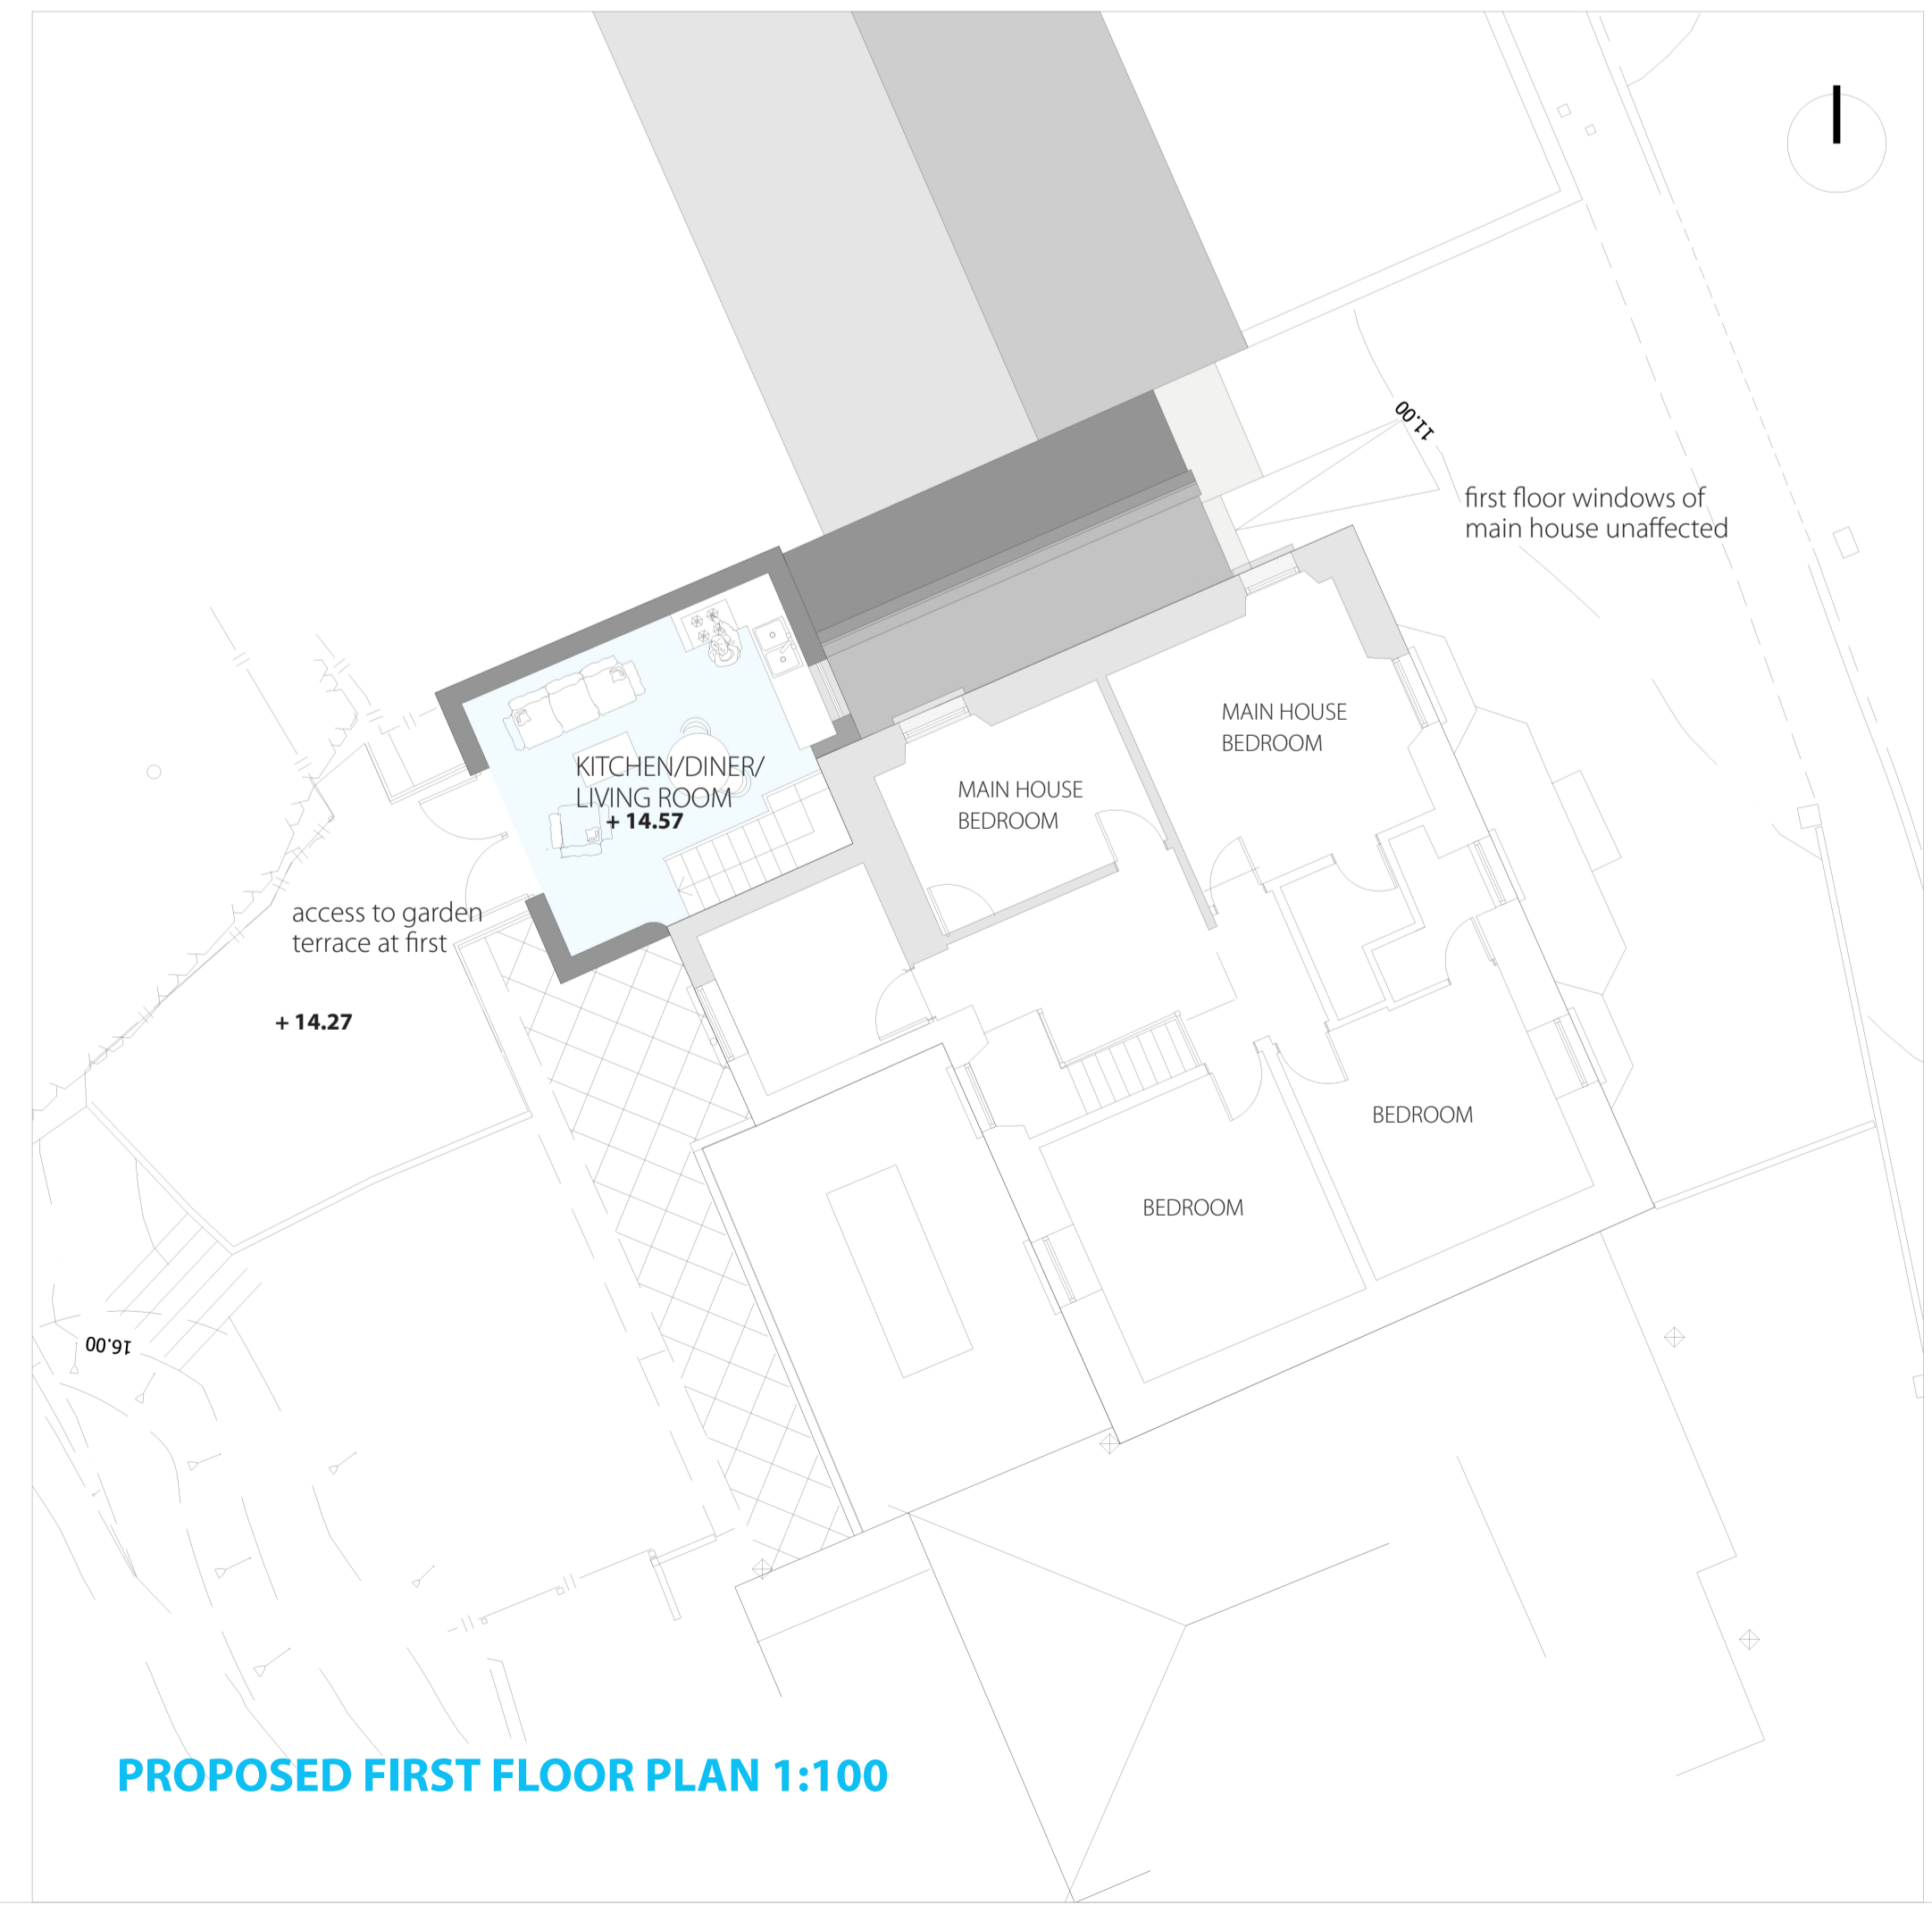 11.00
first floor windows of
main house unaffected
MAIN HOUSE
BEDROOM
KITCHEN/DINER/
LIVING ROOM
+ 14.57
MAIN HOUSE
BEDROOM
access to garden
terrace at first
+ 14.27
BEDROOM
BEDROOM
16.00
PROPOSED FIRST FLOOR PLAN 1:100